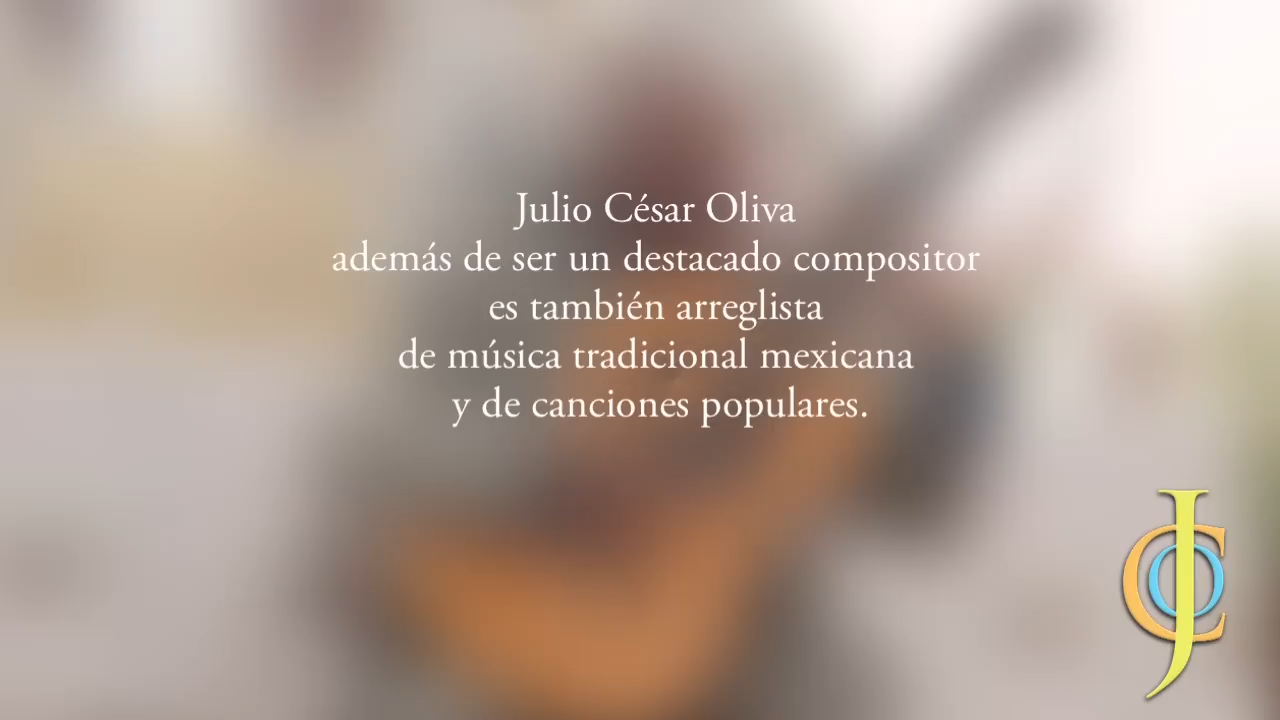 Julio César Oliva
además de ser un destacado compositor
es también arreglista
de música tradicional mexicana
y de canciones populares.
JCO